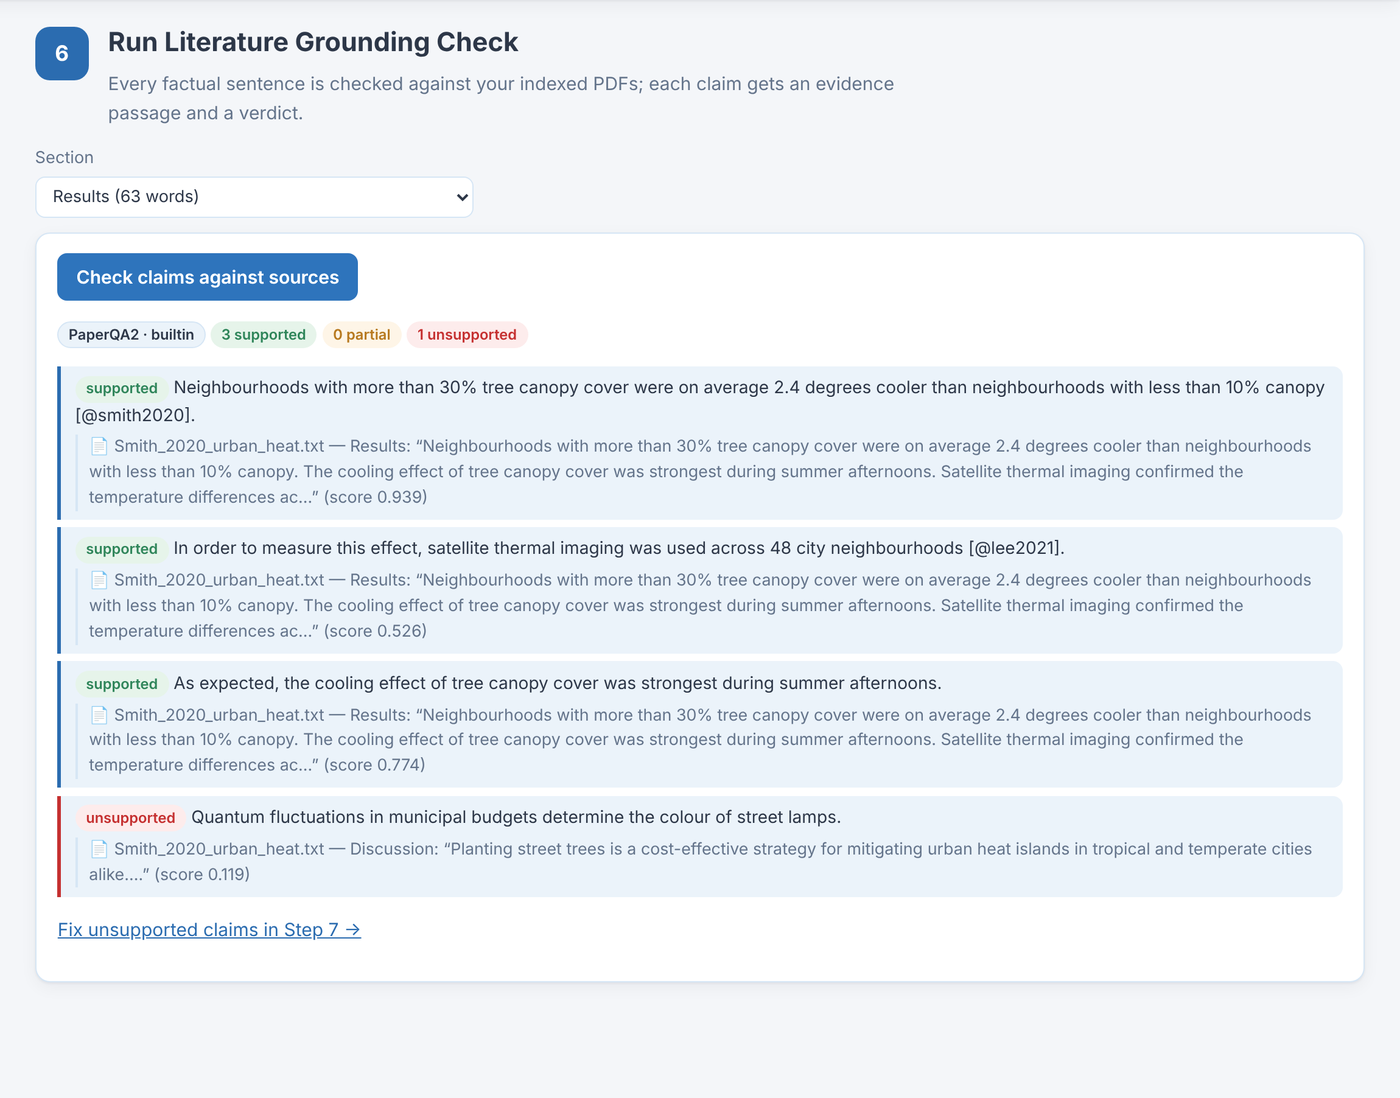 6
Run Literature Grounding Check
Every factual sentence is checked against your indexed PDFs; each claim gets an evidence
passage and a verdict.
Section
Results (63 words)
Check claims against sources
PaperQA2 · builtin 3 supported 0 partial 1 unsupported
supported Neighbourhoods with more than 30% tree canopy cover were on average 2.4 degrees cooler than neighbourhoods with less than 10% canopy
[@smith2020].
📄 Smith_2020_urban_heat.txt — Results: “Neighbourhoods with more than 30% tree canopy cover were on average 2.4 degrees cooler than neighbourhoods
with less than 10% canopy. The cooling effect of tree canopy cover was strongest during summer afternoons. Satellite thermal imaging confirmed the
temperature differences ac…” (score 0.939)
supported In order to measure this effect, satellite thermal imaging was used across 48 city neighbourhoods [@lee2021].
📄 Smith_2020_urban_heat.txt — Results: “Neighbourhoods with more than 30% tree canopy cover were on average 2.4 degrees cooler than neighbourhoods
with less than 10% canopy. The cooling effect of tree canopy cover was strongest during summer afternoons. Satellite thermal imaging confirmed the
temperature differences ac…” (score 0.526)
supported As expected, the cooling effect of tree canopy cover was strongest during summer afternoons.
📄 Smith_2020_urban_heat.txt — Results: “Neighbourhoods with more than 30% tree canopy cover were on average 2.4 degrees cooler than neighbourhoods
with less than 10% canopy. The cooling effect of tree canopy cover was strongest during summer afternoons. Satellite thermal imaging confirmed the
temperature differences ac…” (score 0.774)
unsupported Quantum fluctuations in municipal budgets determine the colour of street lamps.
📄 Smith_2020_urban_heat.txt — Discussion: “Planting street trees is a cost-effective strategy for mitigating urban heat islands in tropical and temperate cities
alike.…” (score 0.119)
Fix unsupported claims in Step 7 →